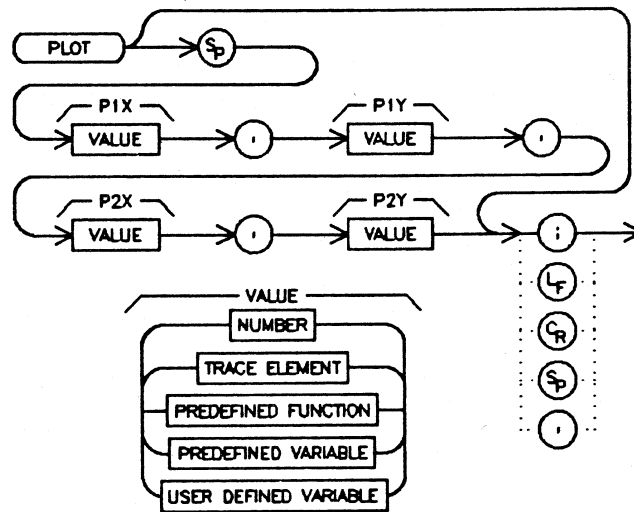 PLOT SP
P1X P1Y
VALUE , VALUE ,
P2X P2Y
VALUE , VALUE ;
LF
CR
SP
,
VALUE
NUMBER
TRACE ELEMENT
PREDEFINED FUNCTION
PREDEFINED VARIABLE
USER DEFINED VARIABLE